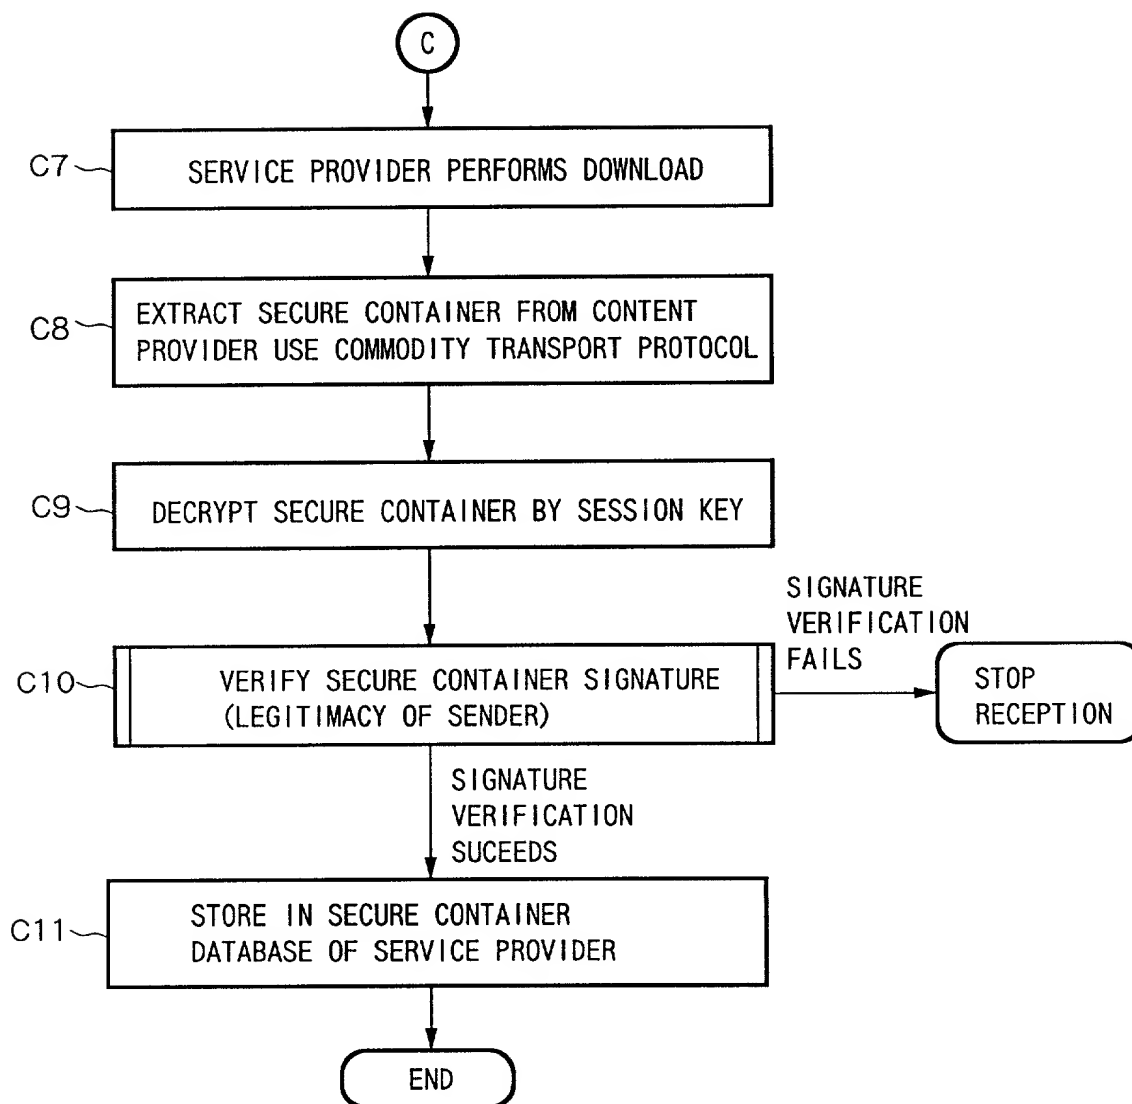 C
C7
SERVICE PROVIDER PERFORMS DOWNLOAD
C8
EXTRACT SECURE CONTAINER FROM CONTENT
PROVIDER USE COMMODITY TRANSPORT PROTOCOL
C9
DECRYPT SECURE CONTAINER BY SESSION KEY
SIGNATURE
VERIFICATION
FAILS
C10
VERIFY SECURE CONTAINER SIGNATURE
(LEGITIMACY OF SENDER)
STOP
RECEPTION
SIGNATURE
VERIFICATION
SUCEEDS
C11
STORE IN SECURE CONTAINER
DATABASE OF SERVICE PROVIDER
END